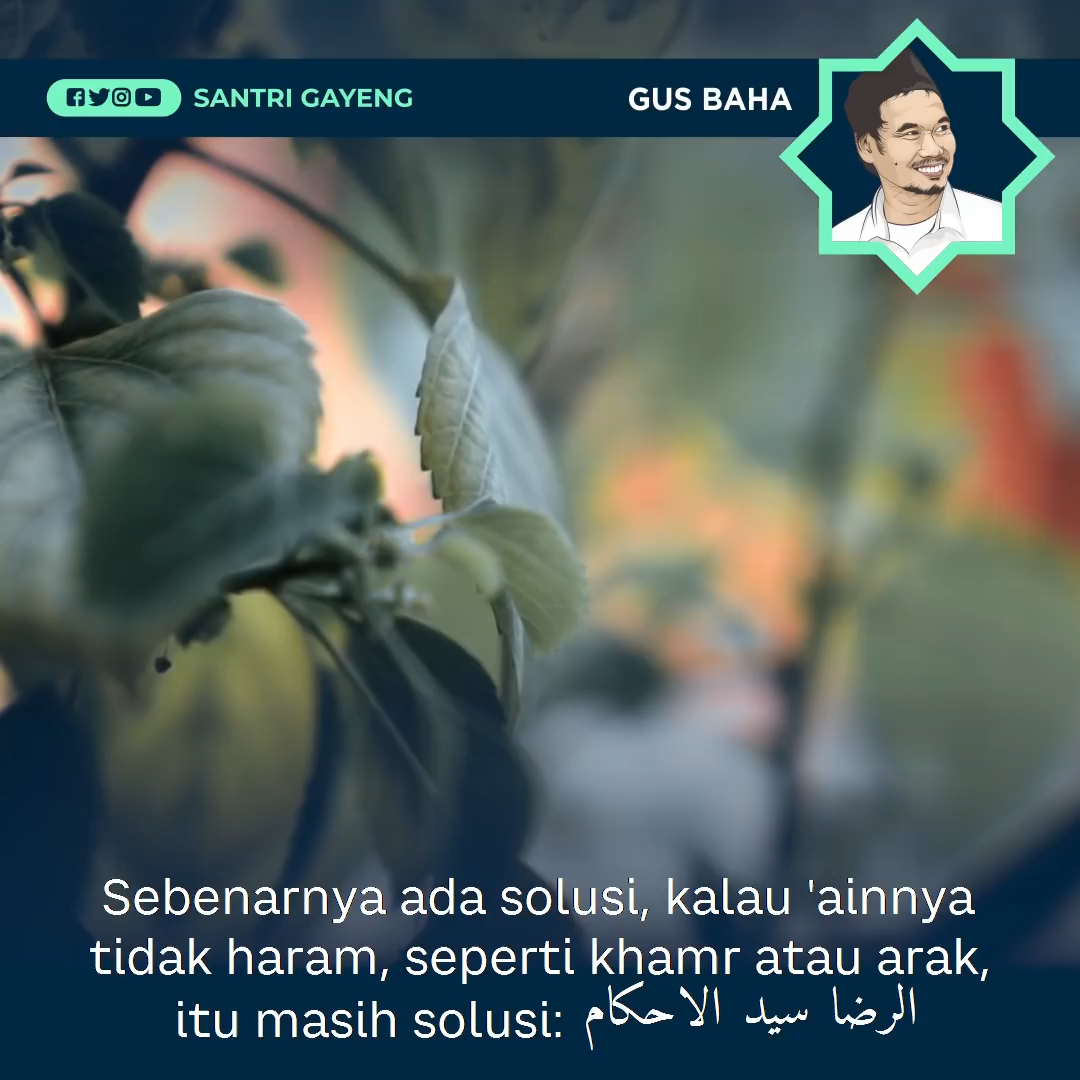 SANTRI GAYENG
GUS BAHA
Sebenarnya ada solusi, kalau 'ainnya
tidak haram, seperti khamr atau arak,
itu masih solusi: الرضا سيد الاحكام